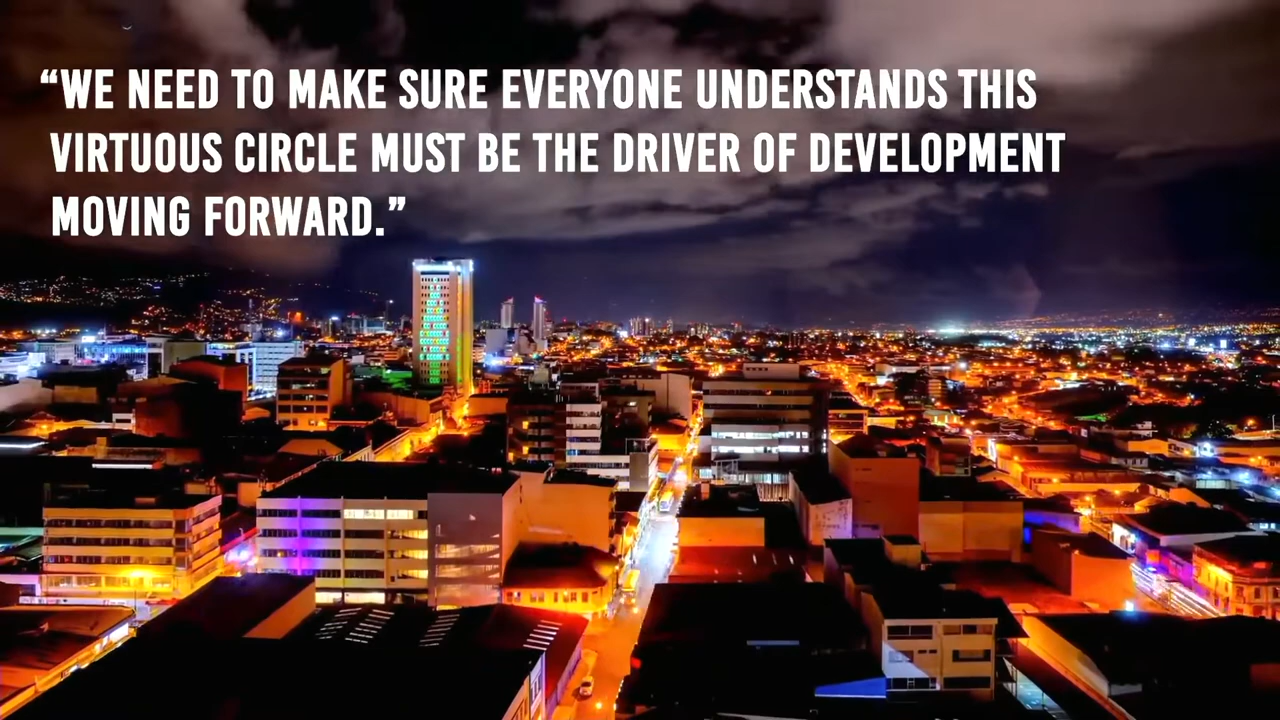 “WE NEED TO MAKE SURE EVERYONE UNDERSTANDS THIS
VIRTUOUS CIRCLE MUST BE THE DRIVER OF DEVELOPMENT
MOVING FORWARD.”